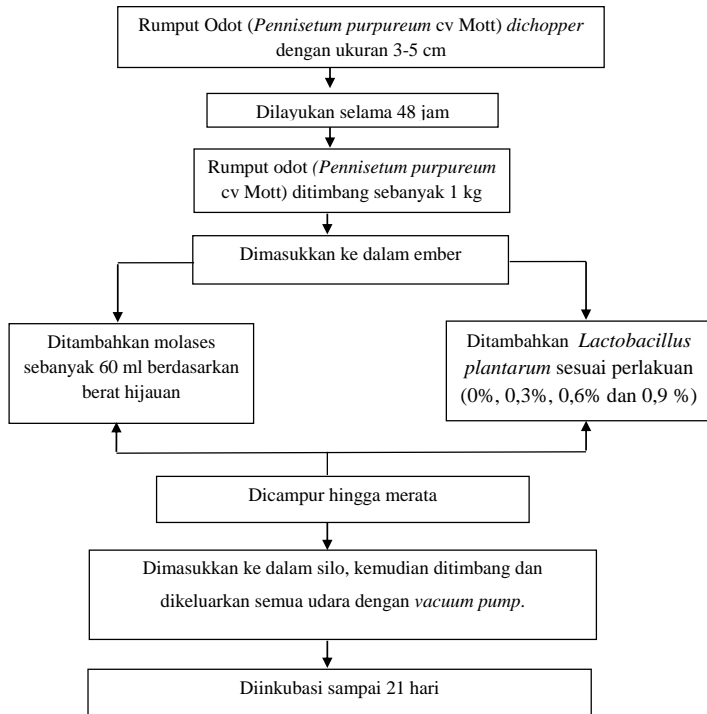 Rumput Odot (Pennisetum purpureum cv Mott) dichopper
dengan ukuran 3-5 cm
Dilayukan selama 48 jam
Rumput odot (Pennisetum purpureum
cv Mott) ditimbang sebanyak 1 kg
Dimasukkan ke dalam ember
Ditambahkan molases
sebanyak 60 ml berdasarkan
berat hijauan
Ditambahkan Lactobacillus
plantarum sesuai perlakuan
(0%, 0,3%, 0,6% dan 0,9 %)
Dicampur hingga merata
Dimasukkan ke dalam silo, kemudian ditimbang dan
dikeluarkan semua udara dengan vacuum pump.
Diinkubasi sampai 21 hari